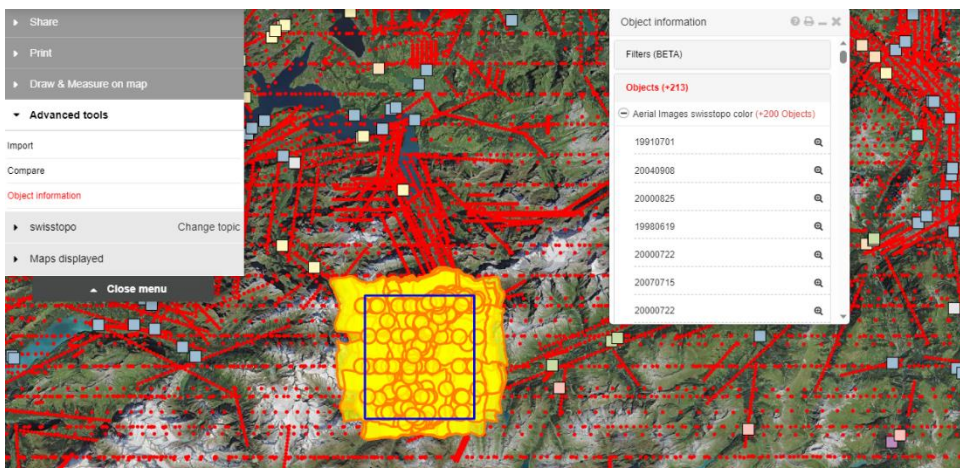 Share
Print
Draw & Measure on map
Advanced tools
Import
Compare
Object information
swisstopo Change topic
Maps displayed
Close menu
Object information
Filters (BETA)
Objects (+213)
Aerial Images swisstopo color (+200 Objects)
19910701
20040908
20000825
19980619
20000722
20070715
20000722